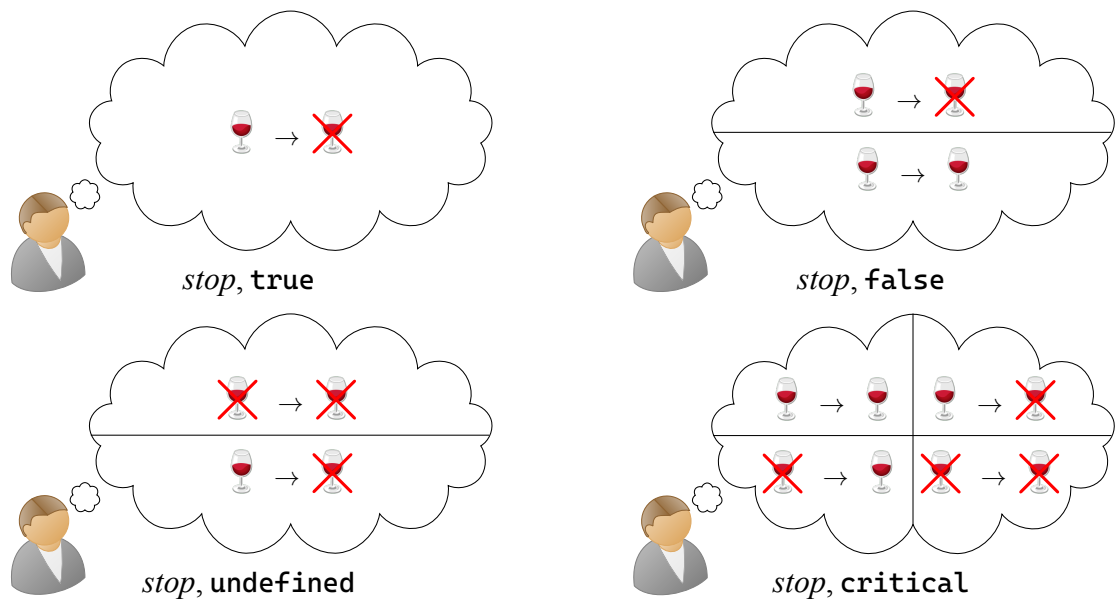 stop, true
stop, false
stop, undefined
stop, critical